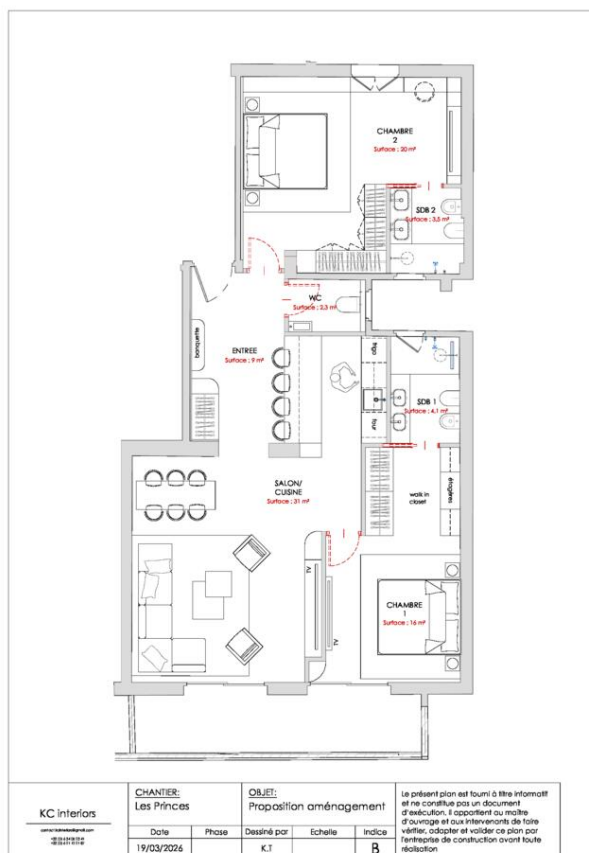 CHAMBRE
2
Surface : 20 m²
SDB 2
Surface : 3,5 m²
WC
Surface : 2,5 m²
banquette
ENTREE
Surface : 9 m²
frigo
four
SDB 1
Surface : 4,1 m²
SALON/
CUISINE
Surface : 31 m²
walk in
closet
étagères
TV
TV
CHAMBRE
1
Surface : 16 m²
KC interiors
CHANTIER:
Les Princes
OBJET:
Proposition aménagement
Date
Phase
Dessiné par
Echelle
Indice
19/03/2026
K.T
B
Le présent plan est fourni à titre informatif
et ne constitue pas un document
d'exécution. Il appartient au maître
d'ouvrage et aux intervenants de faire
vérifier, adapter et valider ce plan par
l'entreprise de construction avant toute
réalisation